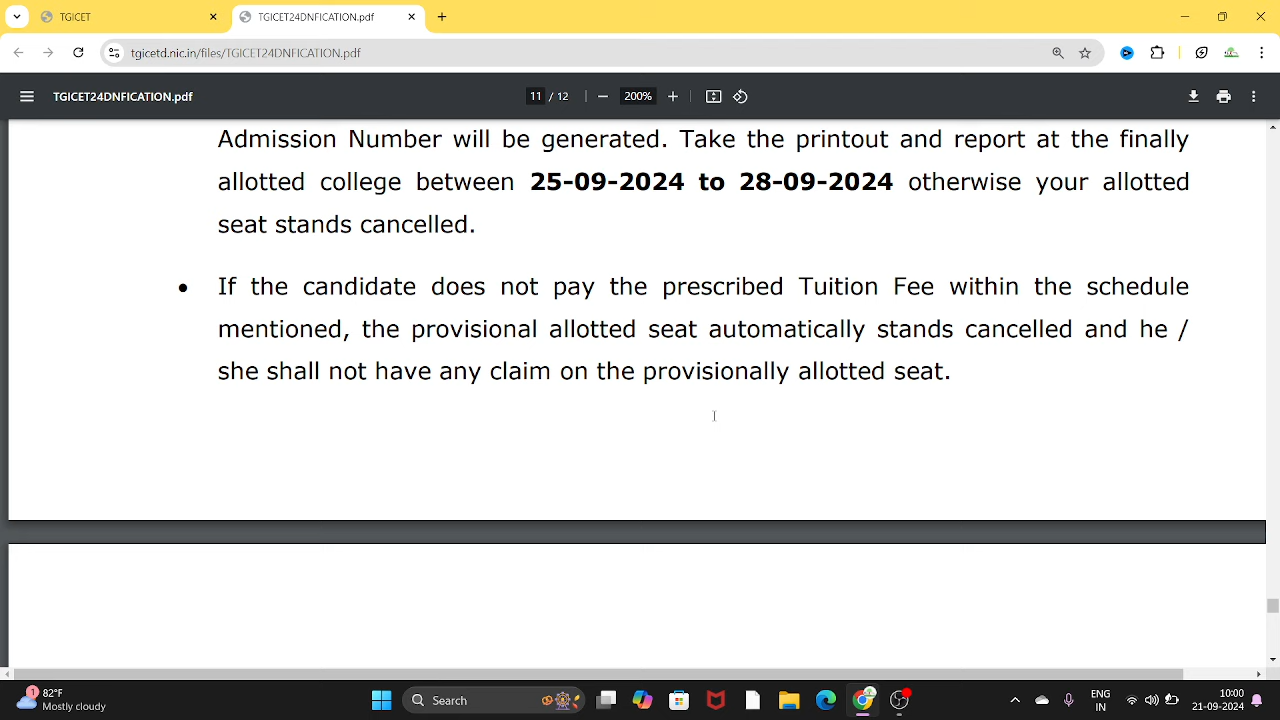 TGICET
TGICET24DNFICATION.pdf
tgicetd.nic.in/files/TGICET24DNFICATION.pdf
TGICET24DNFICATION.pdf
11 / 12
200%
Admission Number will be generated. Take the printout and report at the finally
allotted college between 25-09-2024 to 28-09-2024 otherwise your allotted
seat stands cancelled.
• If the candidate does not pay the prescribed Tuition Fee within the schedule
mentioned, the provisional allotted seat automatically stands cancelled and he /
she shall not have any claim on the provisionally allotted seat.
1
82°F
Mostly cloudy
Search
ENG
IN
10:00
21-09-2024